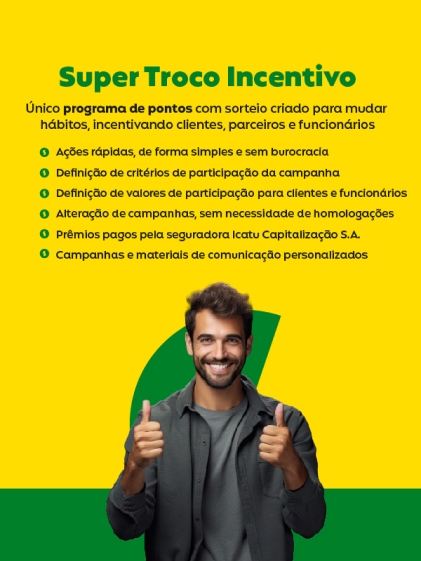 Super Troco Incentivo
Único programa de pontos com sorteio criado para mudar
hábitos, incentivando clientes, parceiros e funcionários
Ações rápidas, de forma simples e sem burocracia
Definição de critérios de participação da campanha
Definição de valores de participação para clientes e funcionários
Alteração de campanhas, sem necessidade de homologações
Prêmios pagos pela seguradora Icatu Capitalização S.A.
Campanhas e materiais de comunicação personalizados